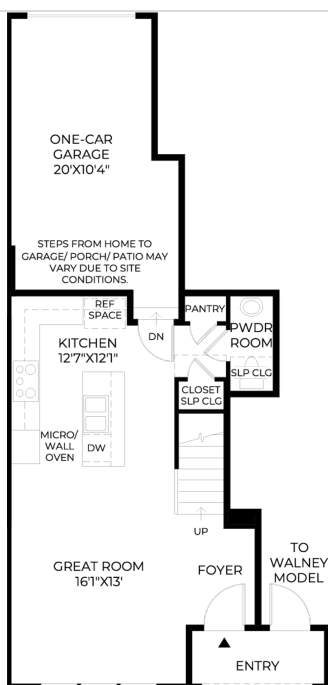 ONE-CAR
GARAGE
20'X10'4"
STEPS FROM HOME TO
GARAGE/ PORCH/ PATIO MAY
VARY DUE TO SITE
CONDITIONS.
REF
SPACE
PANTRY
DN
PWDR
ROOM
KITCHEN
12'7"X12'1"
SLP CLG
CLOSET
SLP CLG
MICRO/
WALL
OVEN
DW
UP
GREAT ROOM
16'1"X13'
FOYER
TO
WALNEY
MODEL
ENTRY